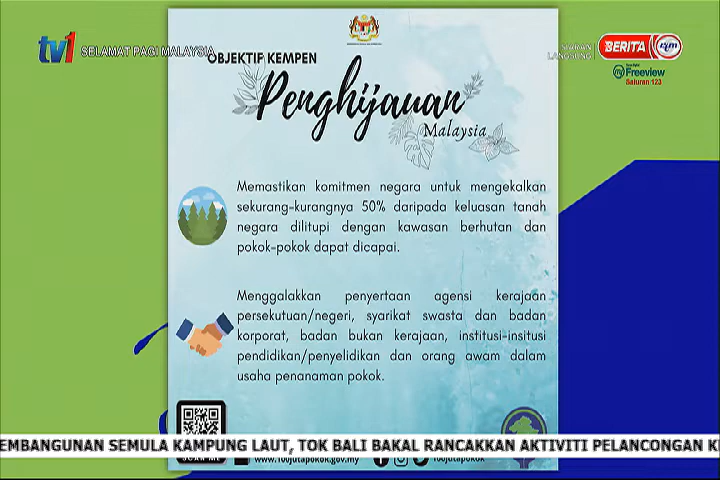 tv1 SELAMAT PAGI MALAYSIA
SIARAN LANGSUNG
BERITA rtm
Freeview
Saluran 123
OBJEKTIF KEMPEN
Penghijauan
Malaysia
Memastikan komitmen negara untuk mengekalkan
sekurang-kurangnya 50% daripada keluasan tanah
negara dilitupi dengan kawasan berhutan dan
pokok-pokok dapat dicapai.
Menggalakkan penyertaan agensi kerajaan
persekutuan/negeri, syarikat swasta dan badan
korporat, badan bukan kerajaan, institusi-insitusi
pendidikan/penyelidikan dan orang awam dalam
usaha penanaman pokok.
EMBANGUNAN SEMULA KAMPUNG LAUT, TOK BALI BAKAL RANCAKKAN AKTIVITI PELANCONGAN K
www.100jutapokok.gov.my
100jutapokok